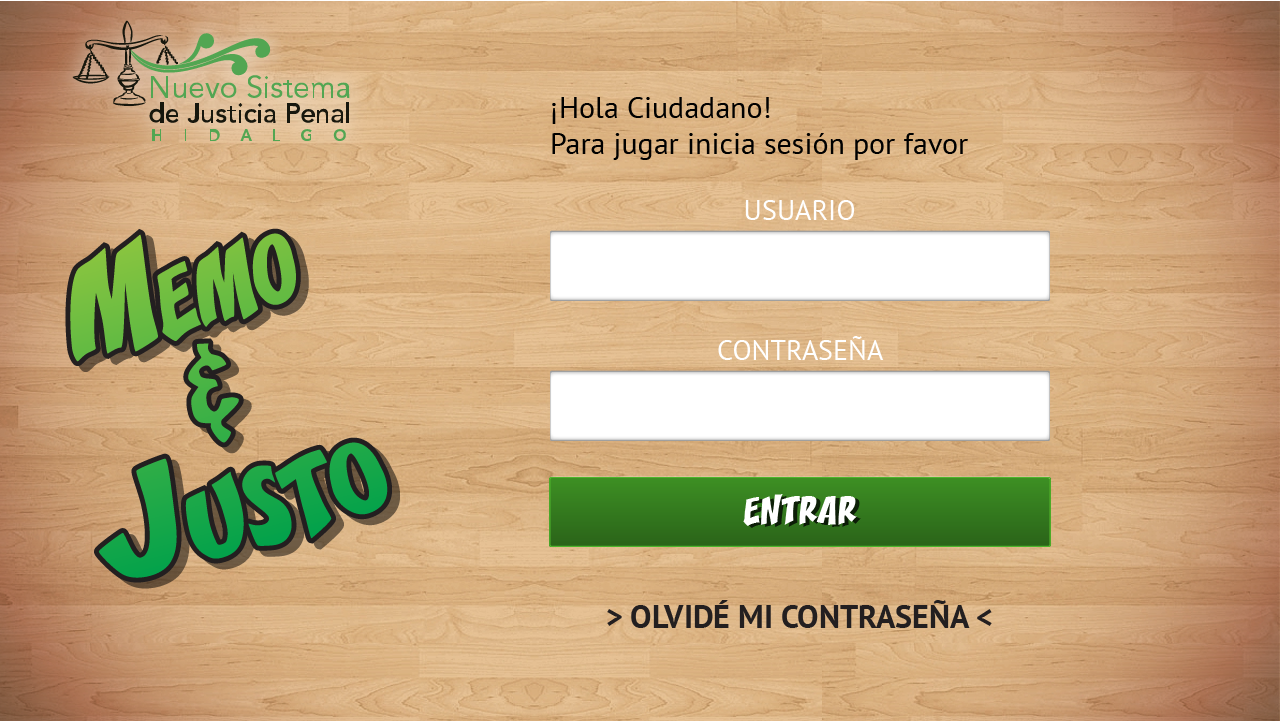 Nuevo Sistema
de Justicia Penal
HIDALGO
¡Hola Ciudadano!
Para jugar inicia sesión por favor
USUARIO
CONTRASEÑA
ENTRAR
> OLVIDÉ MI CONTRASEÑA <
MEMO
&
JUSTO